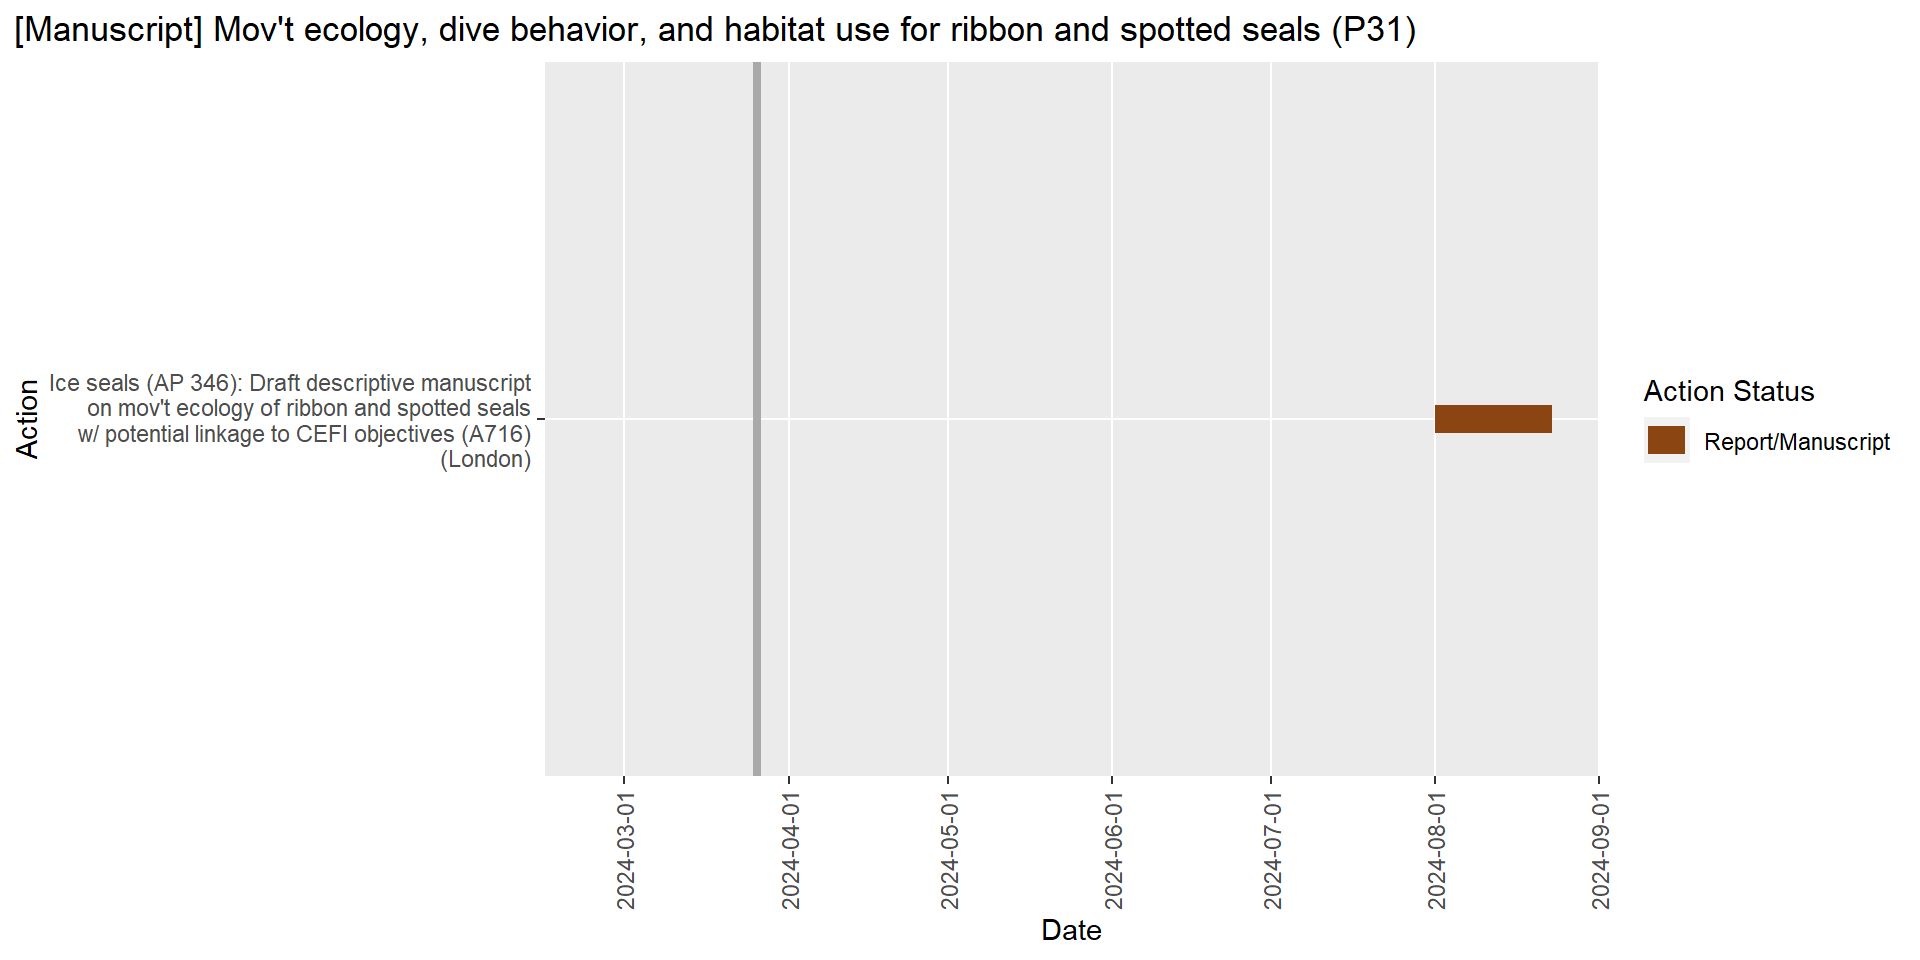 [Manuscript] Mov't ecology, dive behavior, and habitat use for ribbon and spotted seals (P31)
Action
Ice seals (AP 346): Draft descriptive manuscript
on mov't ecology of ribbon and spotted seals
w/ potential linkage to CEFI objectives (A716)
(London)
Action Status
Report/Manuscript
2024-03-01
2024-04-01
2024-05-01
2024-06-01
2024-07-01
2024-08-01
2024-09-01
Date